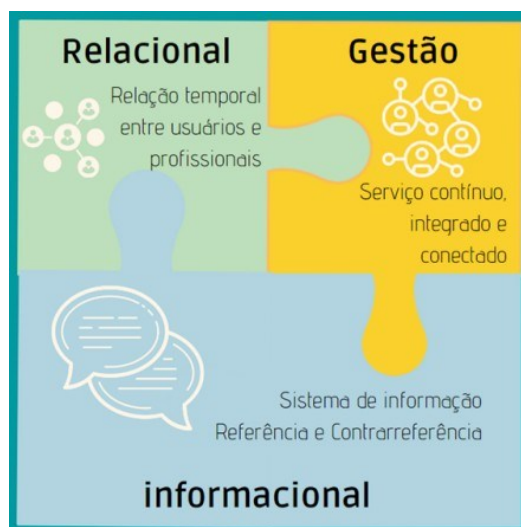 Relacional
Relação temporal
entre usuários e
profissionais
Gestão
Serviço contínuo,
integrado e
conectado
Sistema de informação
Referência e Contrarreferência
informacional